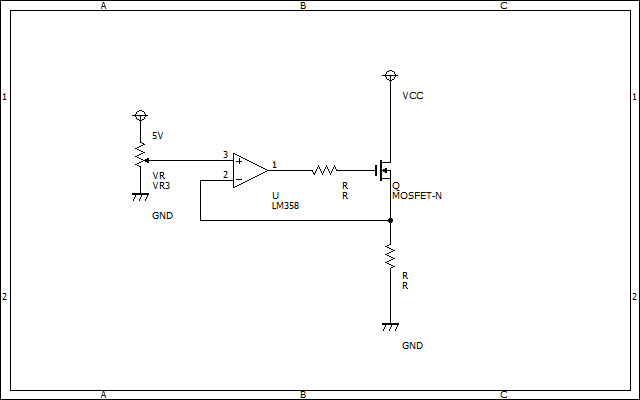 A B C
1 1
VCC
5V
3
1
2
VR
VR3
R
R
Q
MOSFET-N
U
LM358
GND
R
R
2 2
GND
A B C